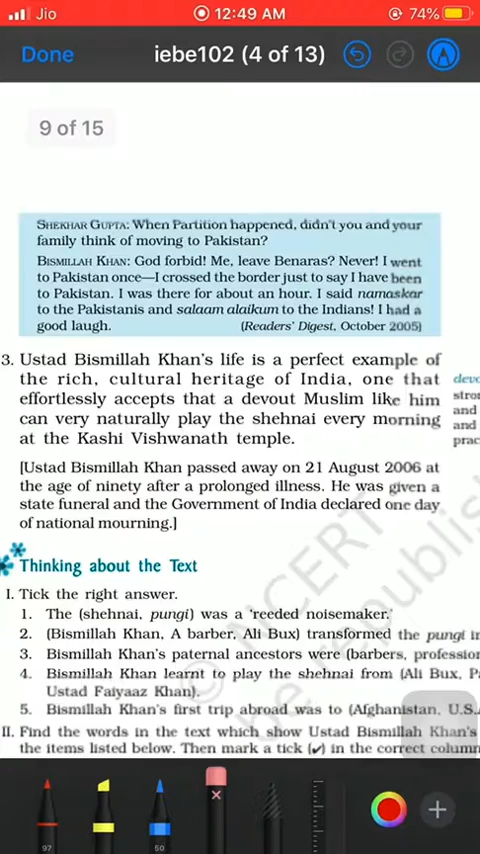 Jio 12:49 AM 74%
Done iebe102 (4 of 13)
9 of 15
SHEKHAR GUPTA: When Partition happened, didn't you and your
family think of moving to Pakistan?
BISMILLAH KHAN: God forbid! Me, leave Benaras? Never! I went
to Pakistan once—I crossed the border just to say I have been
to Pakistan. I was there for about an hour. I said namaskar
to the Pakistanis and salaam alaikum to the Indians! I had a
good laugh. (Readers' Digest, October 2005)
3. Ustad Bismillah Khan's life is a perfect example of
the rich, cultural heritage of India, one that
effortlessly accepts that a devout Muslim like him
can very naturally play the shehnai every morning
at the Kashi Vishwanath temple.
devo
stron
and
and
prac
[Ustad Bismillah Khan passed away on 21 August 2006 at
the age of ninety after a prolonged illness. He was given a
state funeral and the Government of India declared one day
of national mourning.]
Thinking about the Text
I. Tick the right answer.
1. The (shehnai, pungi) was a 'reeded noisemaker.'
2. (Bismillah Khan, A barber, Ali Bux) transformed the pungi in
3. Bismillah Khan's paternal ancestors were (barbers, profession
4. Bismillah Khan learnt to play the shehnai from (Ali Bux, P
Ustad Faiyaaz Khan).
5. Bismillah Khan's first trip abroad was to (Afghanistan, U.S.
II. Find the words in the text which show Ustad Bismillah Khan's
the items listed below. Then mark a tick (✔) in the correct column
© NCERT
be republish
97
50